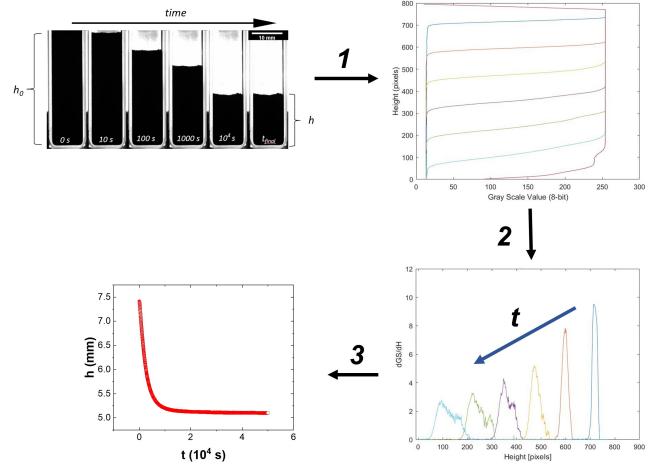 time
10 mm
h0
h
0 s
10 s
100 s
1000 s
10⁴ s
tfinal
1
800
700
600
500
400
300
200
100
0
Height (pixels)
0
50
100
150
200
250
300
Gray Scale Value (8-bit)
2
12
10
8
6
4
2
0
dGS/dH
t
0
100
200
300
400
500
600
700
800
900
Height [pixels]
3
7.5
7.0
6.5
6.0
5.5
5.0
h (mm)
0
2
4
6
t (10⁴ s)